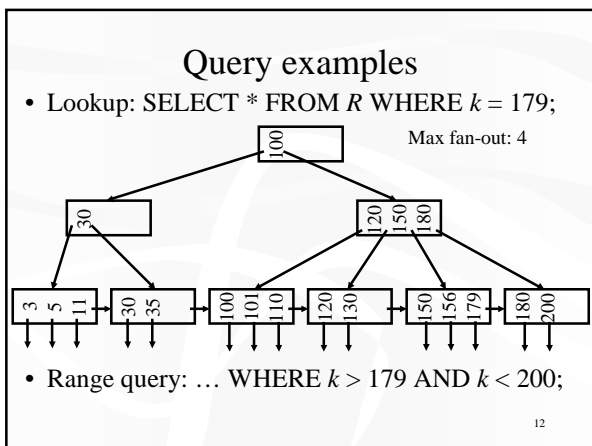 Query examples
• Lookup: SELECT * FROM R WHERE k = 179;
Max fan-out: 4
100
30
120 150 180
3 5 11
30 35
100 101 110
120 130
150 156 179
180 200
• Range query: … WHERE k > 179 AND k < 200;
12